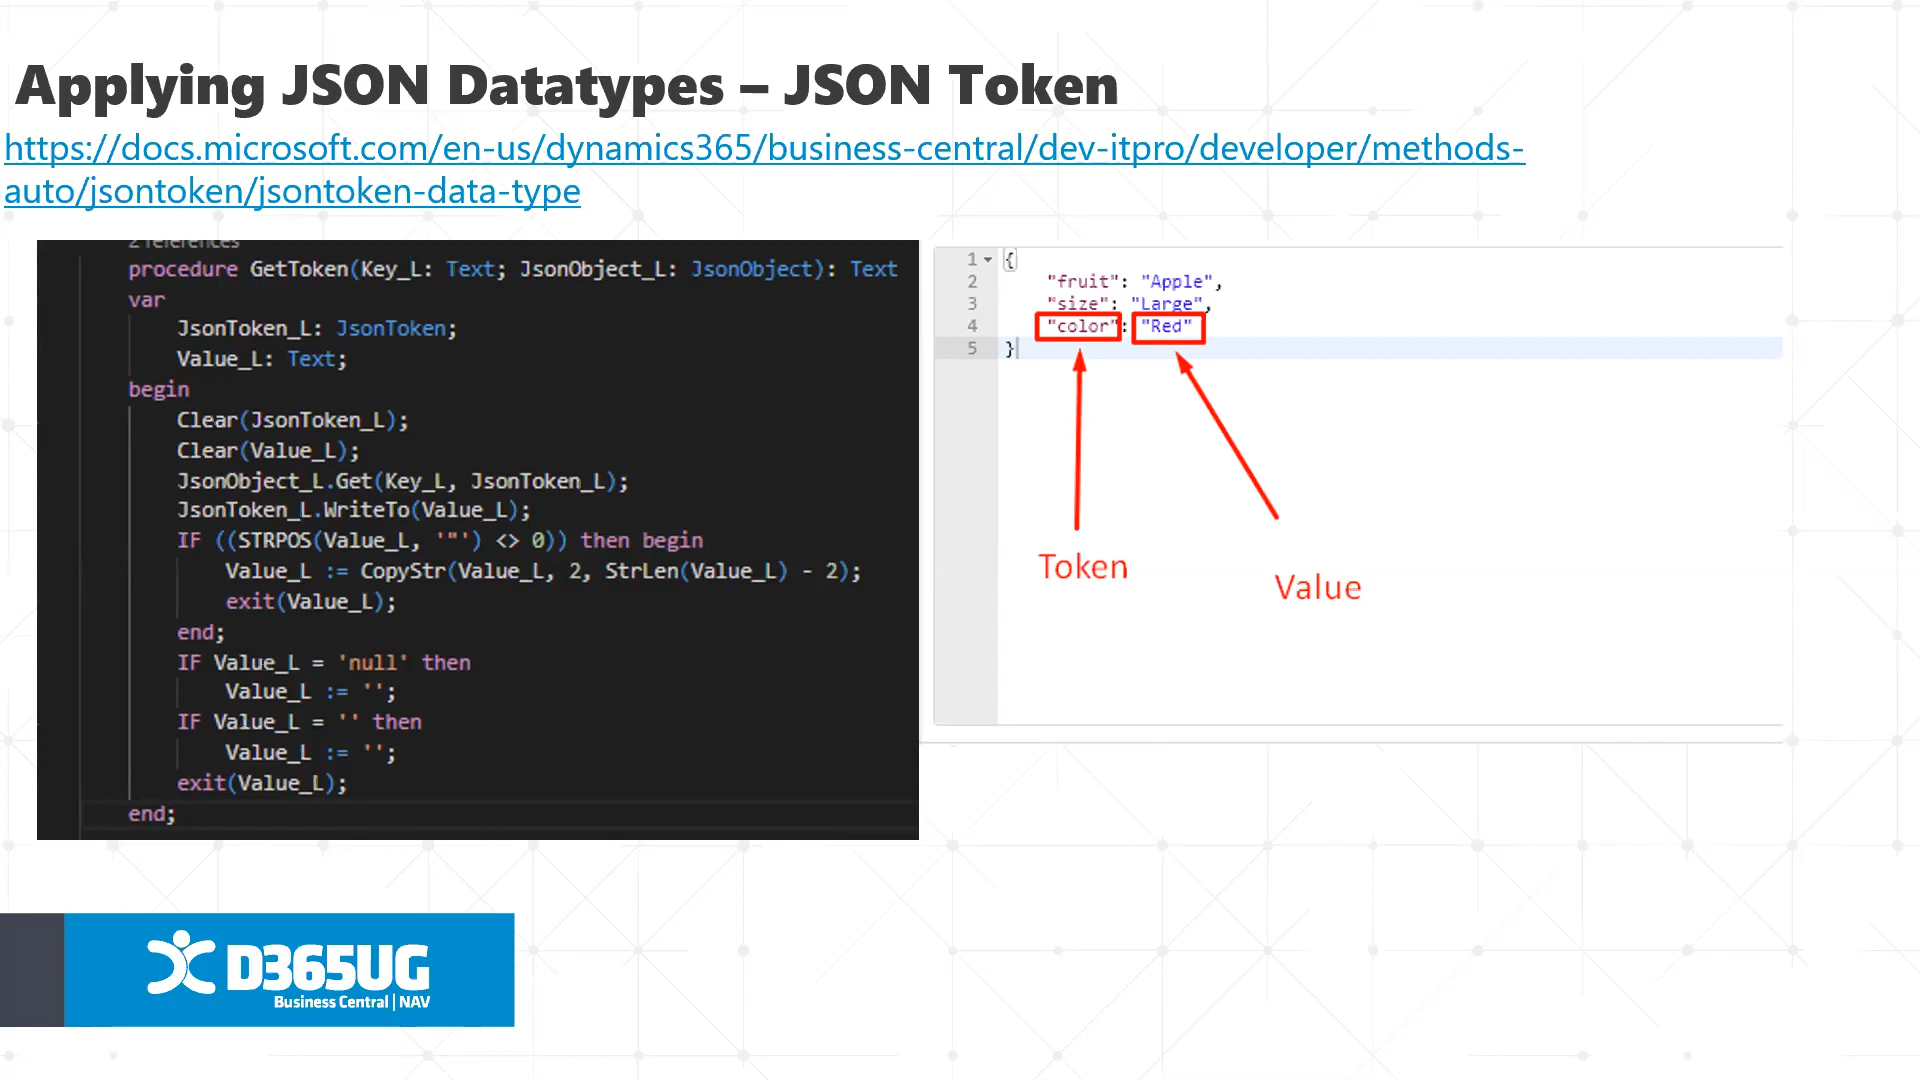 Applying JSON Datatypes – JSON Token
https://docs.microsoft.com/en-us/dynamics365/business-central/dev-itpro/developer/methods-
auto/jsontoken/jsontoken-data-type
2 references
procedure GetToken(Key_L: Text; JsonObject_L: JsonObject): Text
var
JsonToken_L: JsonToken;
Value_L: Text;
begin
Clear(JsonToken_L);
Clear(Value_L);
JsonObject_L.Get(Key_L, JsonToken_L);
JsonToken_L.WriteTo(Value_L);
IF ((STRPOS(Value_L, '"') <> 0)) then begin
Value_L := CopyStr(Value_L, 2, StrLen(Value_L) - 2);
exit(Value_L);
end;
IF Value_L = 'null' then
Value_L := '';
IF Value_L = '' then
Value_L := '';
exit(Value_L);
end;
1 {
2 "fruit": "Apple",
3 "size": "Large",
4 "color": "Red"
5 }
Token
Value
D365UG
Business Central | NAV